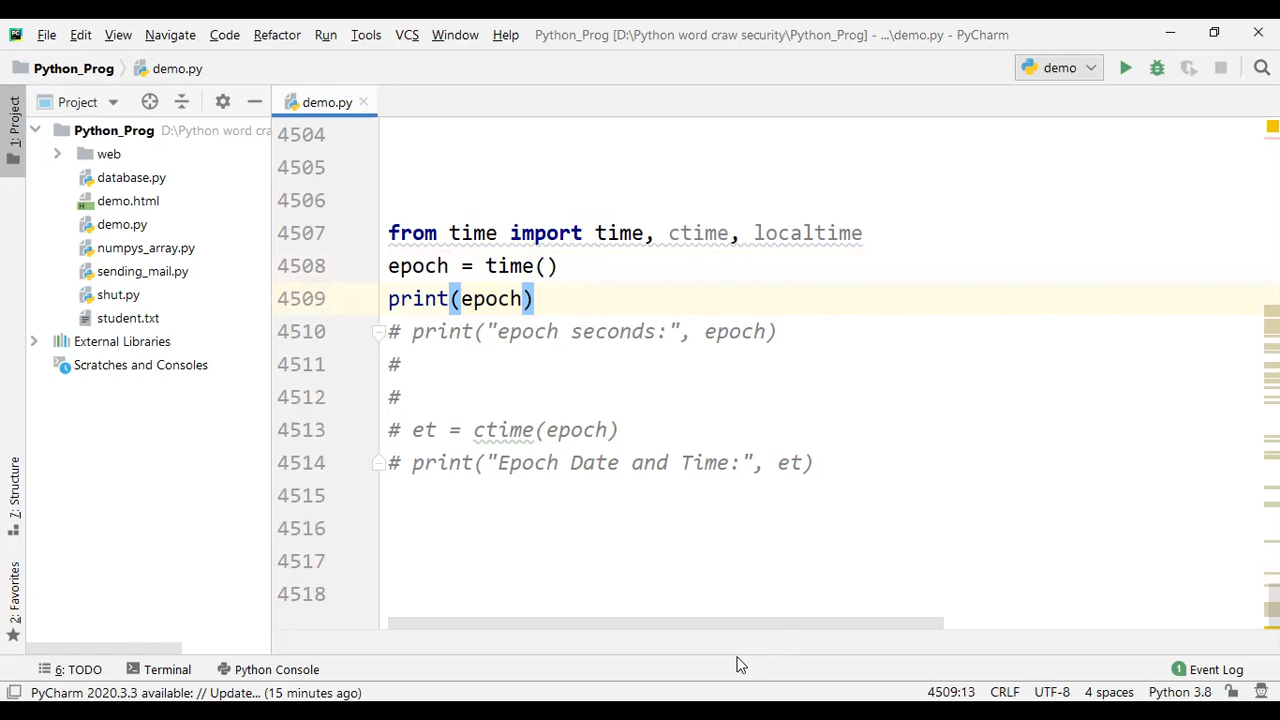 File Edit View Navigate Code Refactor Run Tools VCS Window Help Python_Prog [D:\Python word craw security\Python_Prog] - ...\demo.py - PyCharm
Python_Prog demo.py demo
1: Project
Project
demo.py
Python_Prog D:\Python word cra
web
database.py
demo.html
demo.py
numpys_array.py
sending_mail.py
shut.py
student.txt
External Libraries
Scratches and Consoles
7: Structure
2: Favorites
4504
4505
4506
4507 from time import time, ctime, localtime
4508 epoch = time()
4509 print(epoch)
4510 # print("epoch seconds:", epoch)
4511 #
4512 #
4513 # et = ctime(epoch)
4514 # print("Epoch Date and Time:", et)
4515
4516
4517
4518
6: TODO Terminal Python Console 1 Event Log
PyCharm 2020.3.3 available: // Update... (15 minutes ago) 4509:13 CRLF UTF-8 4 spaces Python 3.8